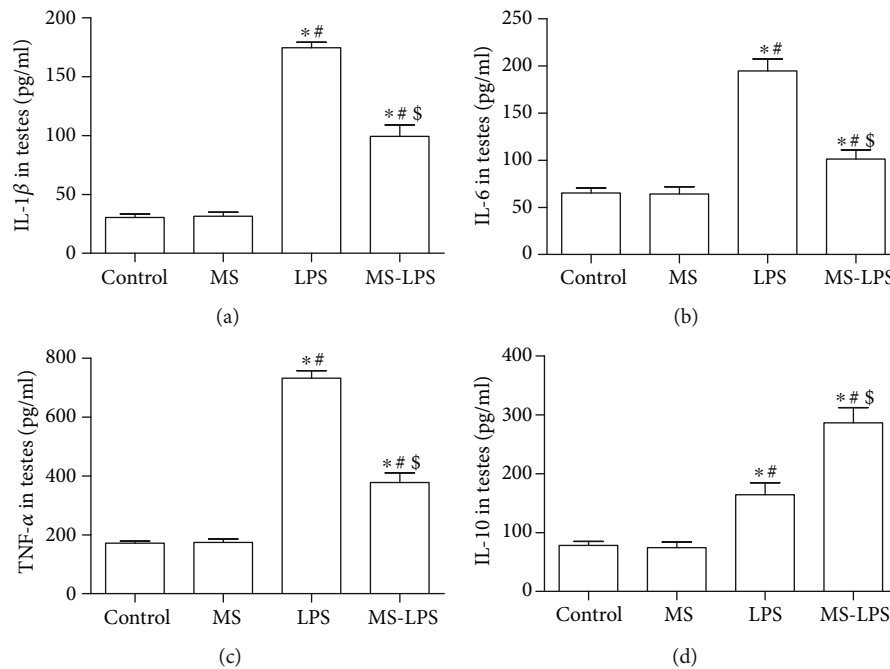 200
150
100
50
0
IL-1β in testes (pg/ml)
* #
* # $
Control MS LPS MS-LPS
(a)
250
200
150
100
50
0
IL-6 in testes (pg/ml)
* #
* # $
Control MS LPS MS-LPS
(b)
800
600
400
200
0
TNF-α in testes (pg/ml)
* #
* # $
Control MS LPS MS-LPS
(c)
400
300
200
100
0
IL-10 in testes (pg/ml)
* #
* # $
Control MS LPS MS-LPS
(d)